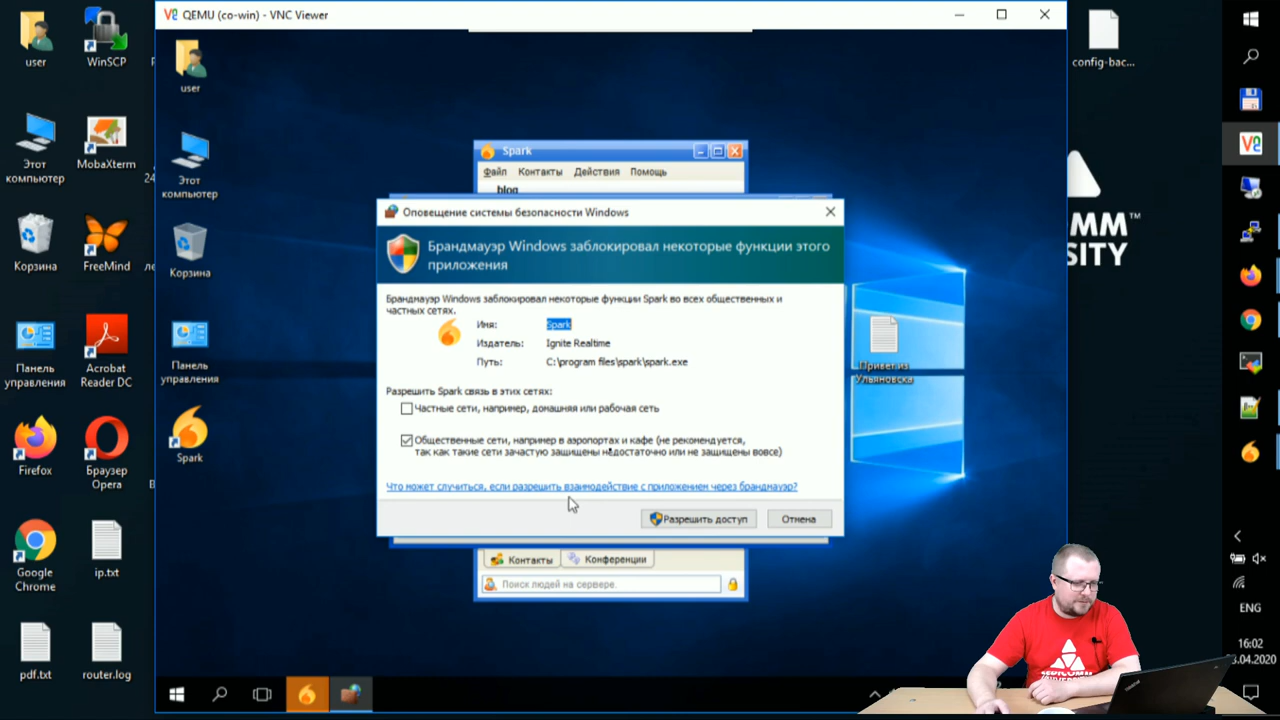 user
WinSCP
Этот
компьютер
MobaXterm
24
Корзина
FreeMind
Панель
управления
Acrobat
Reader DC
Firefox
Браузер
Opera
Google
Chrome
ip.txt
pdf.txt
router.log
QEMU (co-win) - VNC Viewer
user
Этот
компьютер
Корзина
Панель
управления
Spark
Spark
Файл Контакты Действия Помощь
blog
Оповещение системы безопасности Windows
Брандмауэр Windows заблокировал некоторые функции этого
приложения
Брандмауэр Windows заблокировал некоторые функции Spark во всех общественных и
частных сетях.
Имя: Spark
Издатель: Ignite Realtime
Путь: C:\program files\spark\spark.exe
Разрешить Spark связь в этих сетях:
Частные сети, например, домашняя или рабочая сеть
Общественные сети, например в аэропортах и кафе (не рекомендуется,
так как такие сети зачастую защищены недостаточно или не защищены вовсе)
Что может случиться, если разрешить взаимодействие с приложением через брандмауэр?
Разрешить доступ Отмена
Контакты Конференции
Поиск людей на сервере.
Привет из
Ульяновска
config-bac...
MM™
SITY
ENG
16:02
.04.2020